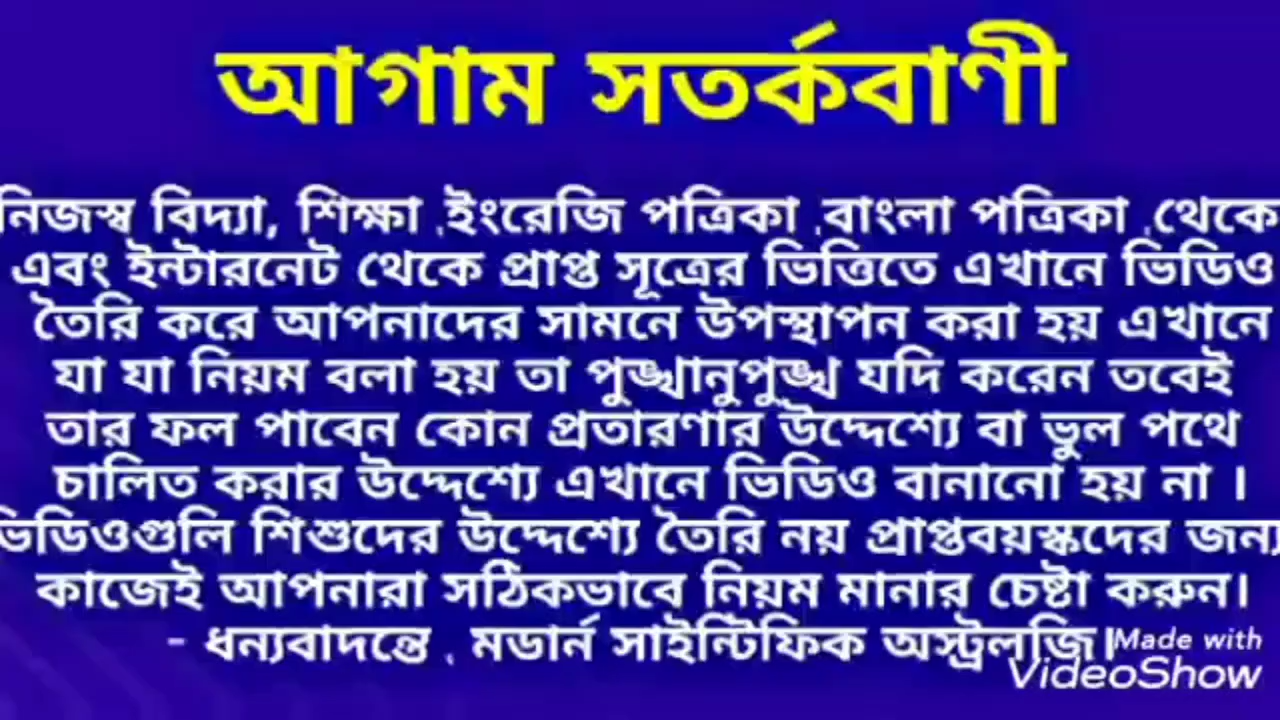 আগাম সতর্কবাণী
নিজস্ব বিদ্যা, শিক্ষা ,ইংরেজি পত্রিকা ,বাংলা পত্রিকা ,থেকে
এবং ইন্টারনেট থেকে প্রাপ্ত সূত্রের ভিত্তিতে এখানে ভিডিও
তৈরি করে আপনাদের সামনে উপস্থাপন করা হয় এখানে
যা যা নিয়ম বলা হয় তা পুঙ্খানুপুঙ্খ যদি করেন তবেই
তার ফল পাবেন কোন প্রতারণার উদ্দেশ্যে বা ভুল পথে
চালিত করার উদ্দেশ্যে এখানে ভিডিও বানানো হয় না ।
ভিডিওগুলি শিশুদের উদ্দেশ্যে তৈরি নয় প্রাপ্তবয়স্কদের জন্য
কাজেই আপনারা সঠিকভাবে নিয়ম মানার চেষ্টা করুন।
- ধন্যবাদন্তে , মডার্ন সাইন্টিফিক অস্ট্রলজি।
Made with
VideoShow